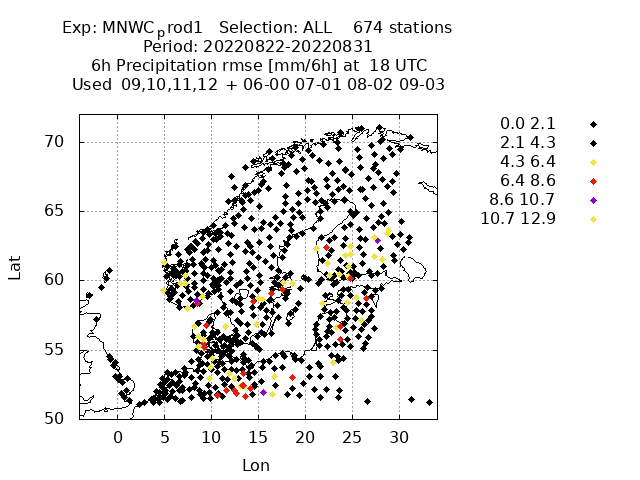 Exp: MNWCprod1 Selection: ALL 674 stations
Period: 20220822-20220831
6h Precipitation rmse [mm/6h] at 18 UTC
Used 09,10,11,12 + 06-00 07-01 08-02 09-03
0.0 2.1
2.1 4.3
4.3 6.4
6.4 8.6
8.6 10.7
10.7 12.9
70
65
60
55
50
Lat
0 5 10 15 20 25 30
Lon